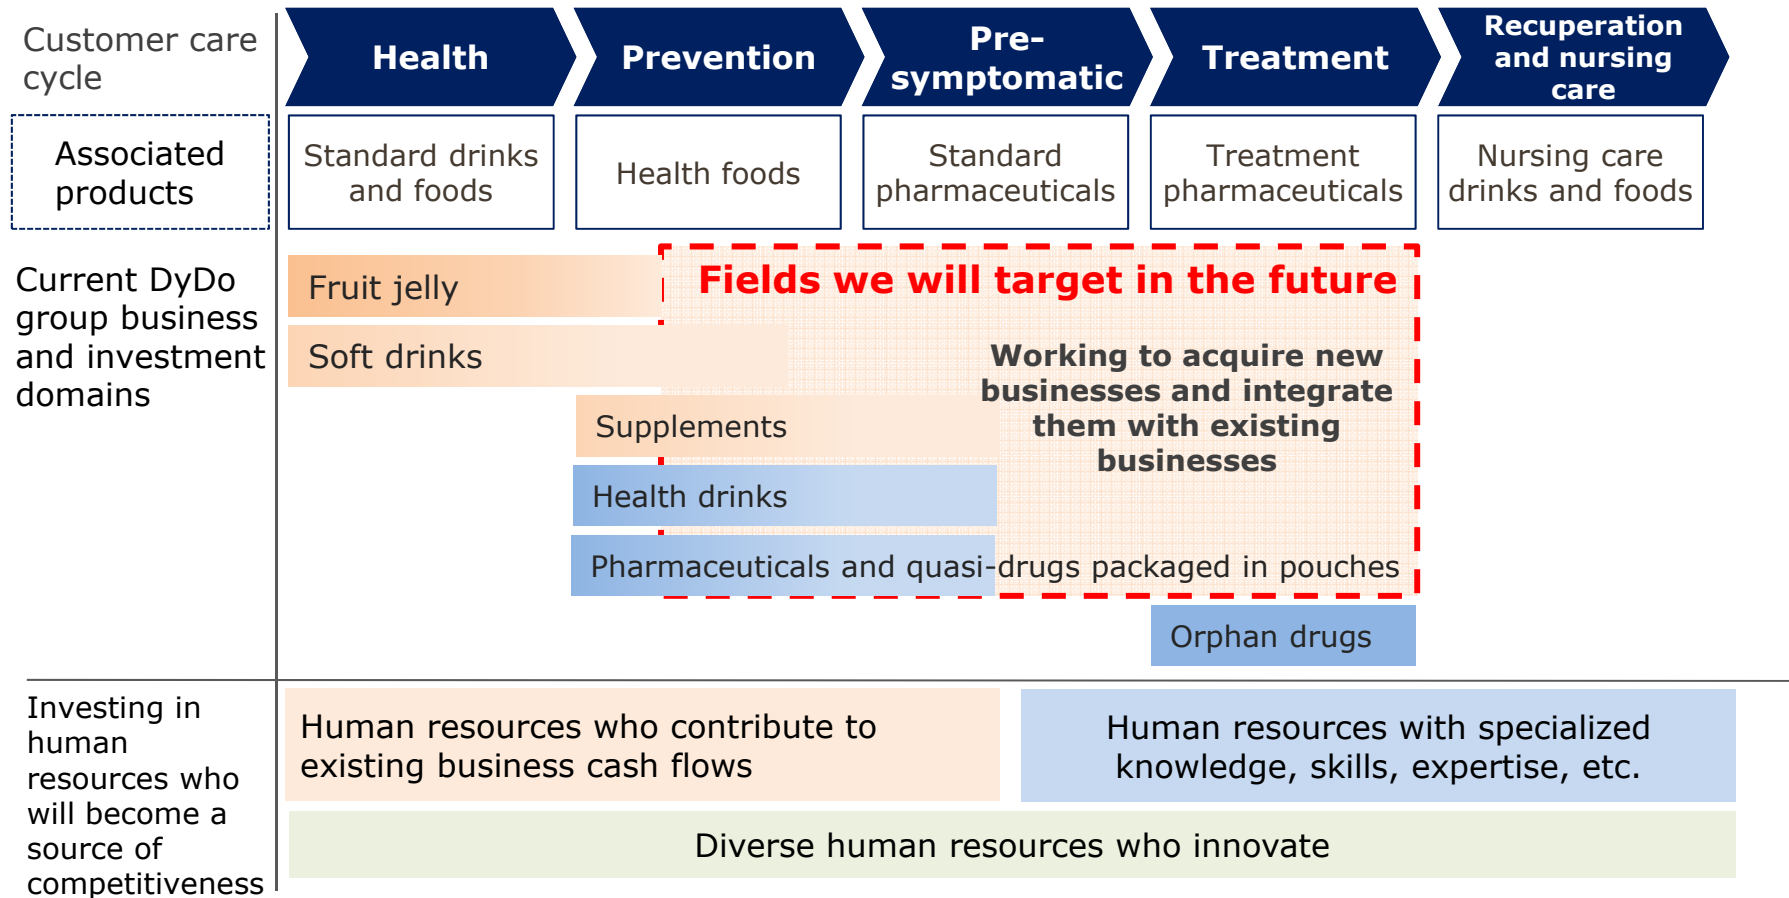 Customer care
cycle
Health
Prevention
Pre-
symptomatic
Treatment
Recuperation
and nursing
care
Associated
products
Standard drinks
and foods
Health foods
Standard
pharmaceuticals
Treatment
pharmaceuticals
Nursing care
drinks and foods
Current DyDo
group business
and investment
domains
Fruit jelly
Fields we will target in the future
Soft drinks
Working to acquire new
businesses and integrate
them with existing
businesses
Supplements
Health drinks
Pharmaceuticals and quasi-drugs packaged in pouches
Orphan drugs
Investing in
human
resources who
will become a
source of
competitiveness
Human resources who contribute to
existing business cash flows
Human resources with specialized
knowledge, skills, expertise, etc.
Diverse human resources who innovate